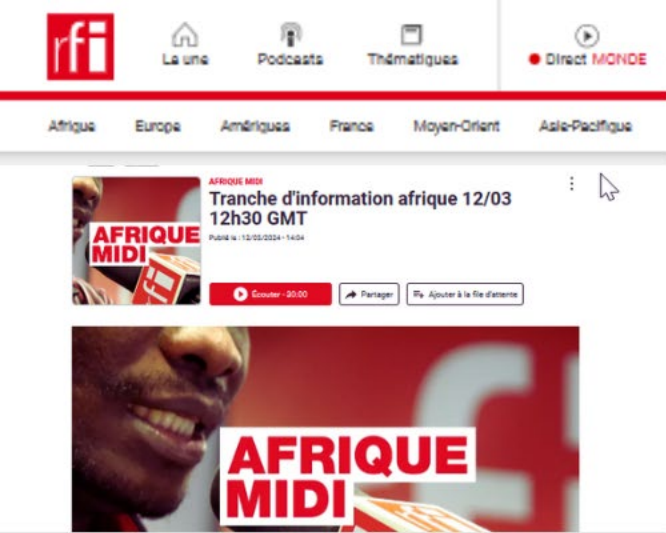 rfi
La une
Podcasts
Thématiques
Direct MONDE
Afrique
Europe
Amériques
France
Moyen-Orient
Asie-Pacifique
AFRIQUE MIDI
Tranche d'information afrique 12/03
12h30 GMT
Publié le : 12/03/2024 - 14:04
Écouter - 20:00
Partager
Ajouter à la file d'attente
AFRIQUE
MIDI
rfi
AFRIQUE
MIDI